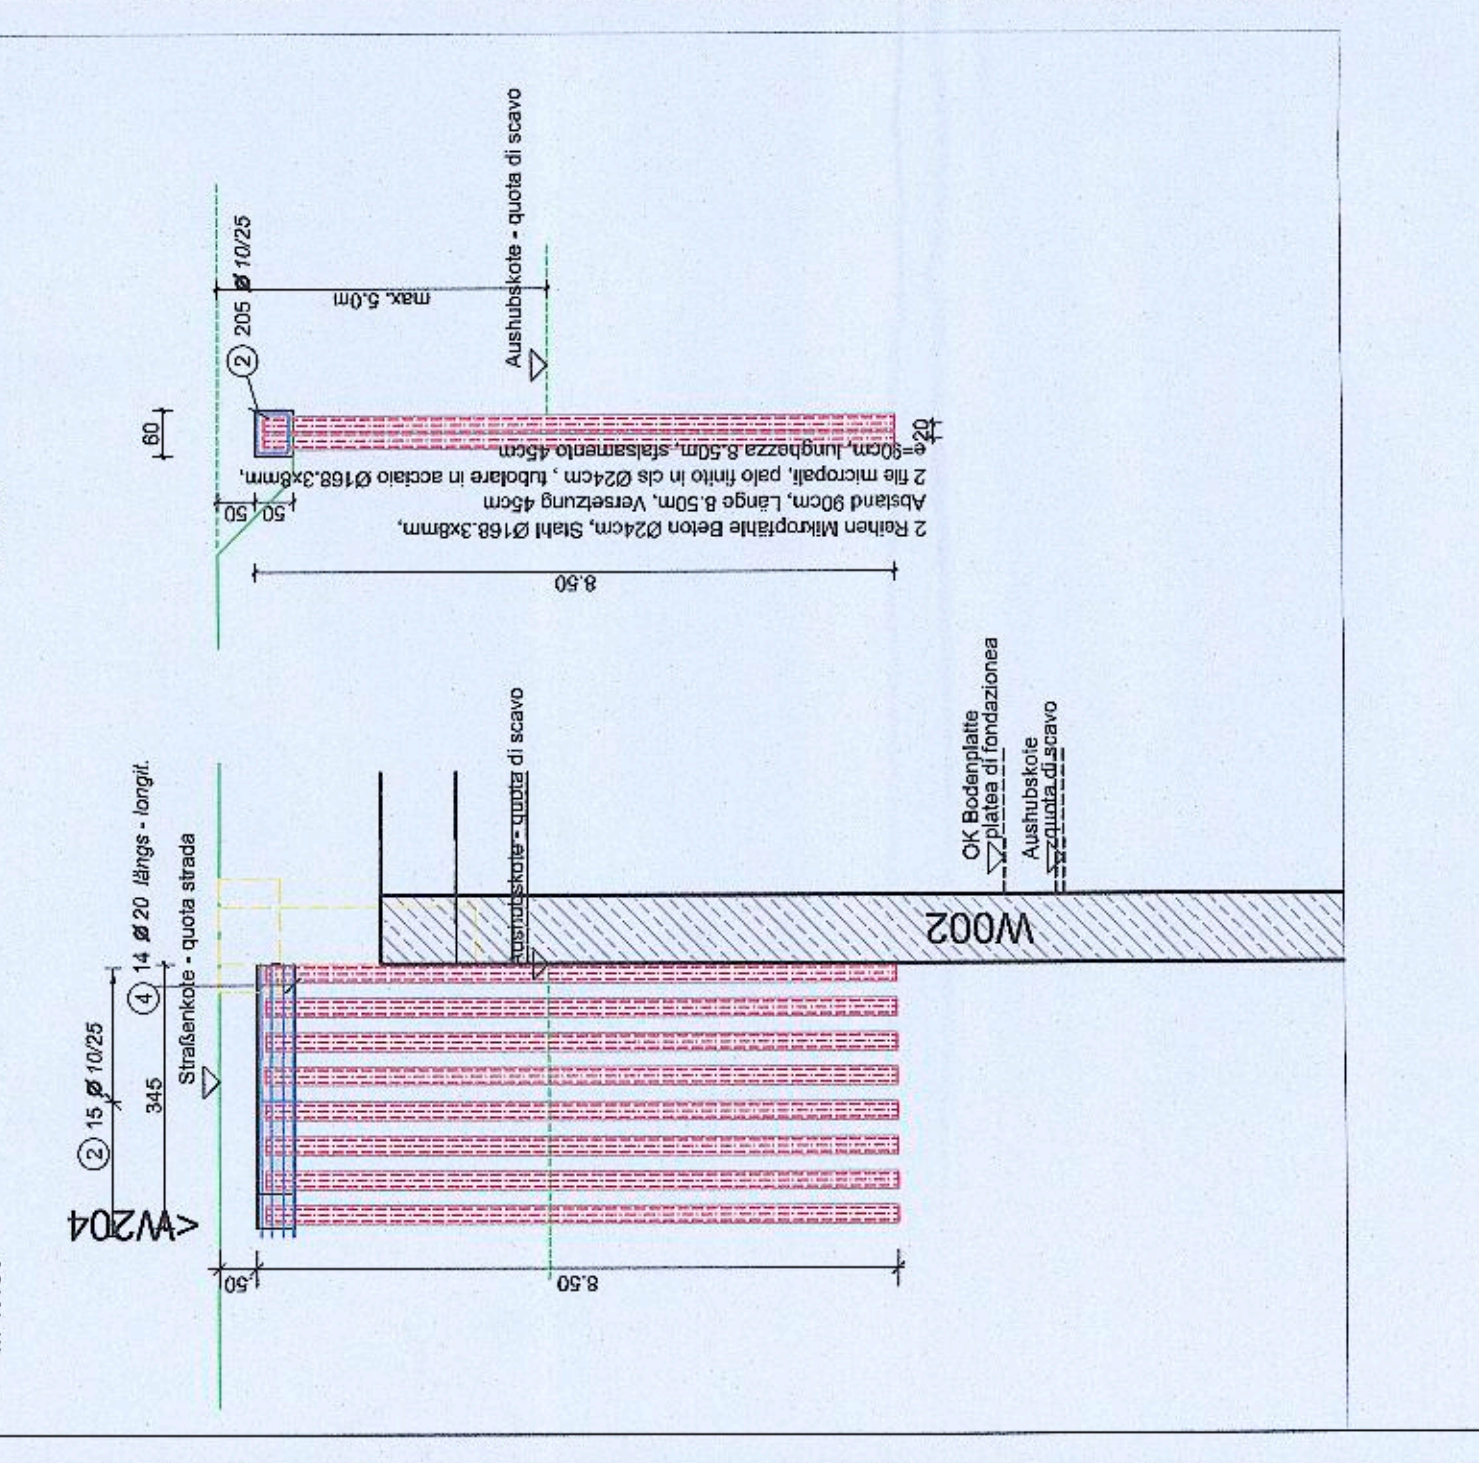 Aushubskote - quota di scavo
2 205 Ø 10/25
max. 5.0m
60
50
50
20
2 Reihen Mikropfähle Beton Ø24cm, Stahl Ø168.3x8mm,
Abstand 90cm, Länge 8.50m, Versetzung 45cm
2 file micropali, palo finito in cls Ø24cm , tubolare in acciaio Ø168.3x8mm,
e=90cm, lunghezza 8.50m, sfalsamento 45cm
8.50
4 14 Ø 20 längs - longit.
Straßenkote - quota strada
Aushubskote - quota di scavo
OK Bodenplatte
platea di fondazionea
Aushubskote
quota di scavo
W002
2 15 Ø 10/25
345
<W204
50
8.50